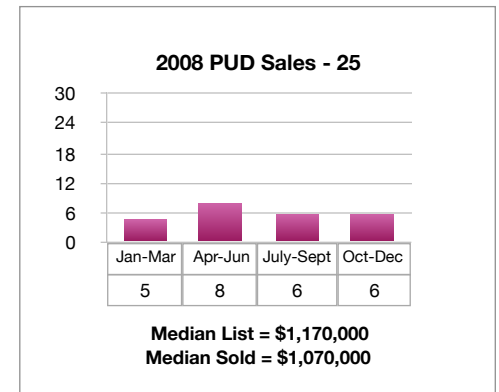 2008 PUD Sales - 25
30
24
18
12
6
0
Jan-Mar Apr-Jun July-Sept Oct-Dec
5 8 6 6
Median List = $1,170,000
Median Sold = $1,070,000